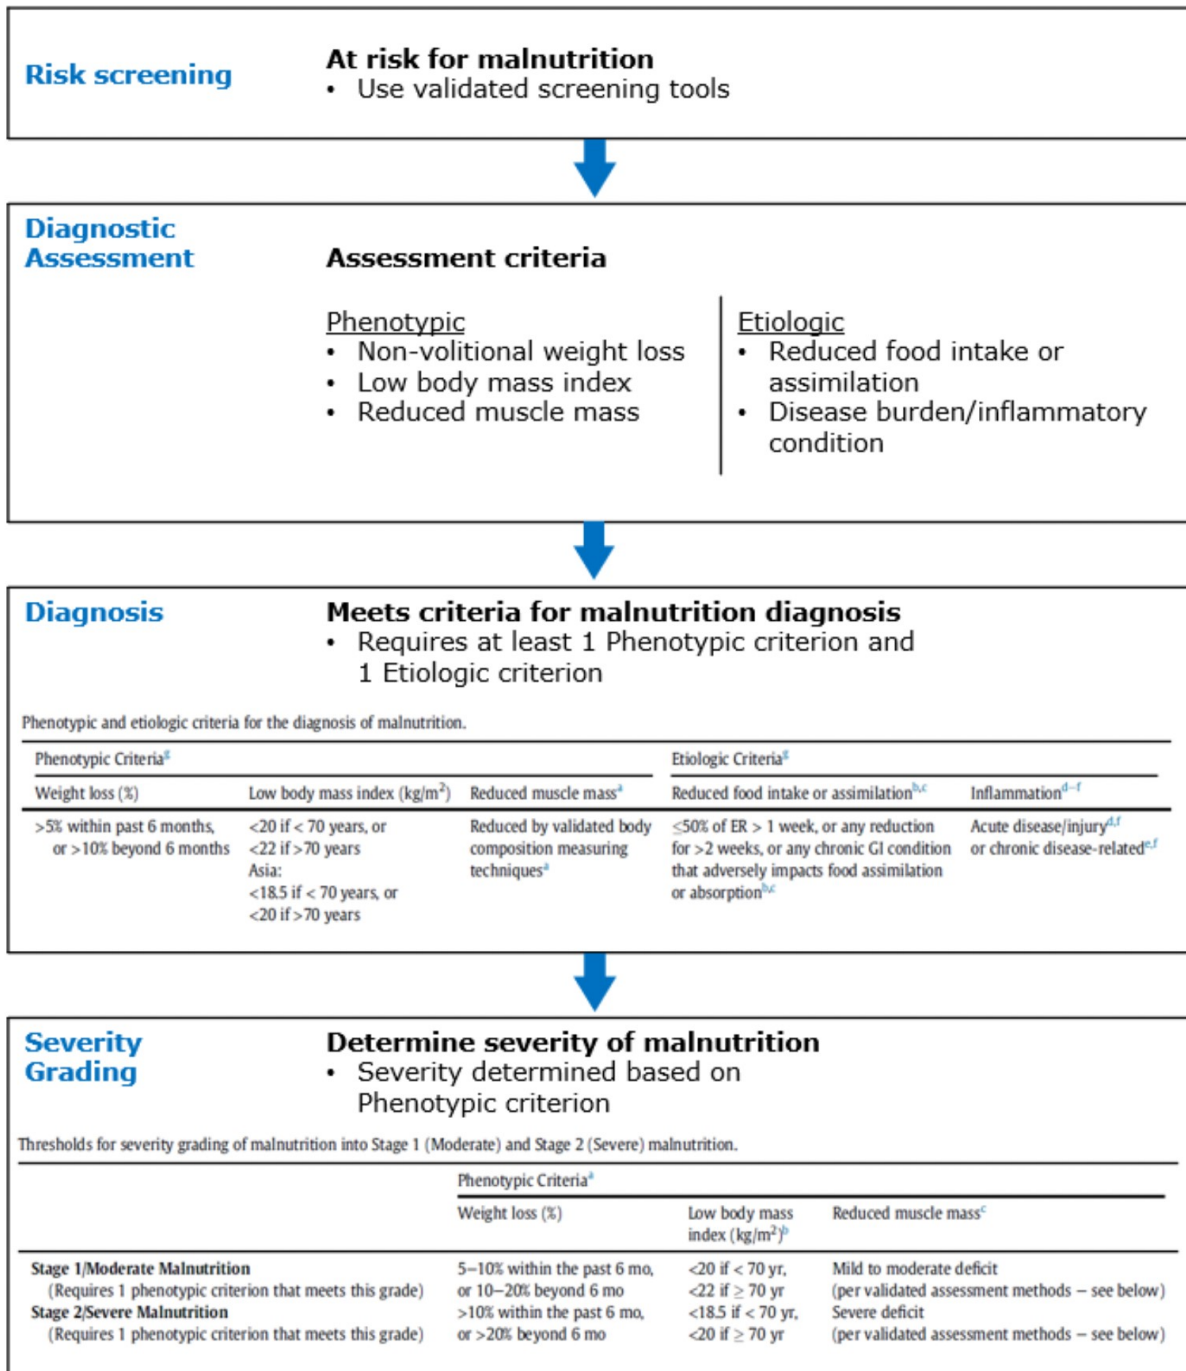 Risk screening
At risk for malnutrition
• Use validated screening tools
Diagnostic
Assessment
Assessment criteria
Phenotypic
• Non-volitional weight loss
• Low body mass index
• Reduced muscle mass
Etiologic
• Reduced food intake or
assimilation
• Disease burden/inflammatory
condition
Diagnosis
Meets criteria for malnutrition diagnosis
• Requires at least 1 Phenotypic criterion and
1 Etiologic criterion
Phenotypic and etiologic criteria for the diagnosis of malnutrition.
Phenotypic Criteriaᵍ
Etiologic Criteriaᵍ
Weight loss (%)
Low body mass index (kg/m²)
Reduced muscle massᵃ
Reduced food intake or assimilationᵇ,ᶜ
Inflammationᵈ⁻ᶠ
>5% within past 6 months,
or >10% beyond 6 months
<20 if < 70 years, or
<22 if >70 years
Asia:
<18.5 if < 70 years, or
<20 if >70 years
Reduced by validated body
composition measuring
techniquesᵃ
≤50% of ER > 1 week, or any reduction
for >2 weeks, or any chronic GI condition
that adversely impacts food assimilation
or absorptionᵇ,ᶜ
Acute disease/injuryᵈ,ᶠ
or chronic disease-relatedᵉ,ᶠ
Severity
Grading
Determine severity of malnutrition
• Severity determined based on
Phenotypic criterion
Thresholds for severity grading of malnutrition into Stage 1 (Moderate) and Stage 2 (Severe) malnutrition.
Phenotypic Criteriaᵃ
Weight loss (%)
Low body mass
index (kg/m²)ᵇ
Reduced muscle massᶜ
Stage 1/Moderate Malnutrition
(Requires 1 phenotypic criterion that meets this grade)
5–10% within the past 6 mo,
or 10–20% beyond 6 mo
<20 if < 70 yr,
<22 if ≥ 70 yr
Mild to moderate deficit
(per validated assessment methods – see below)
Stage 2/Severe Malnutrition
(Requires 1 phenotypic criterion that meets this grade)
>10% within the past 6 mo,
or >20% beyond 6 mo
<18.5 if < 70 yr,
<20 if ≥ 70 yr
Severe deficit
(per validated assessment methods – see below)